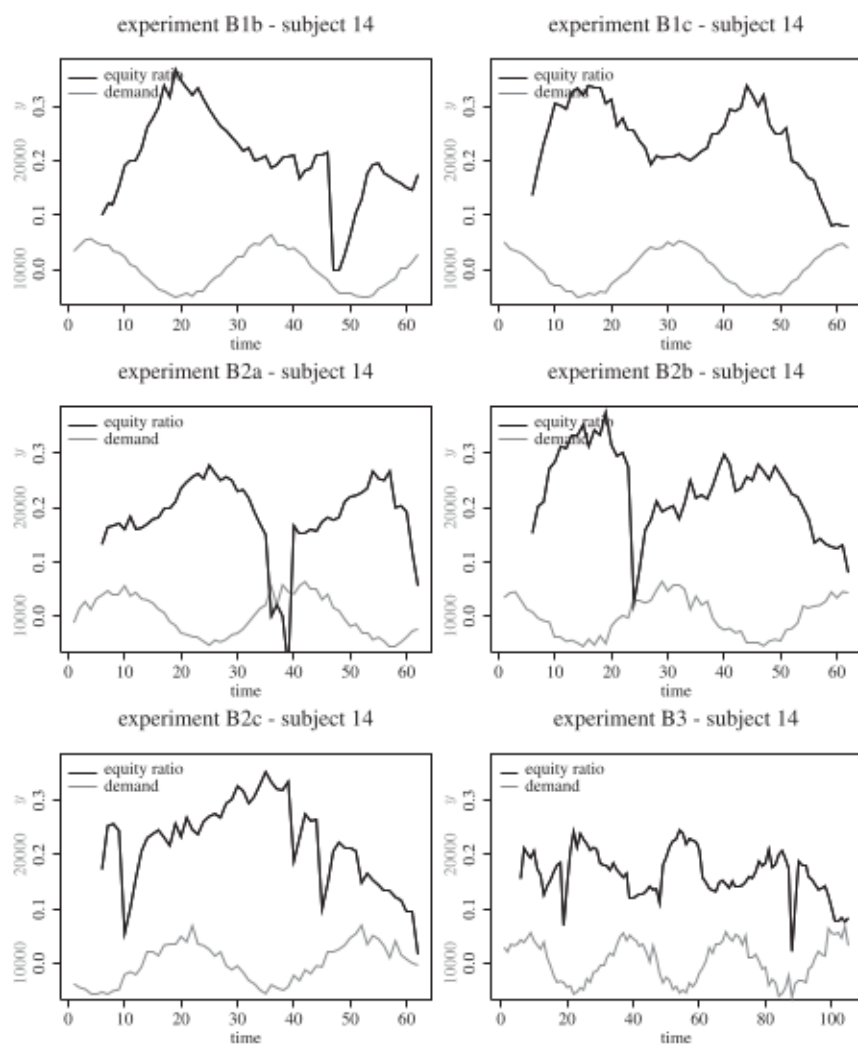 experiment B1b - subject 14
experiment B1c - subject 14
equity ratio
demand
y
0.3
20000
0.2
0.1
10000
0.0
0 10 20 30 40 50 60
time
equity ratio
demand
y
0.3
20000
0.2
0.1
10000
0.0
0 10 20 30 40 50 60
time
experiment B2a - subject 14
experiment B2b - subject 14
equity ratio
demand
y
0.3
20000
0.2
0.1
10000
0.0
0 10 20 30 40 50 60
time
equity ratio
demand
y
0.3
20000
0.2
0.1
10000
0.0
0 10 20 30 40 50 60
time
experiment B2c - subject 14
experiment B3 - subject 14
equity ratio
demand
y
0.3
20000
0.2
0.1
10000
0.0
0 10 20 30 40 50 60
time
equity ratio
demand
y
0.3
20000
0.2
0.1
10000
0.0
0 20 40 60 80 100
time